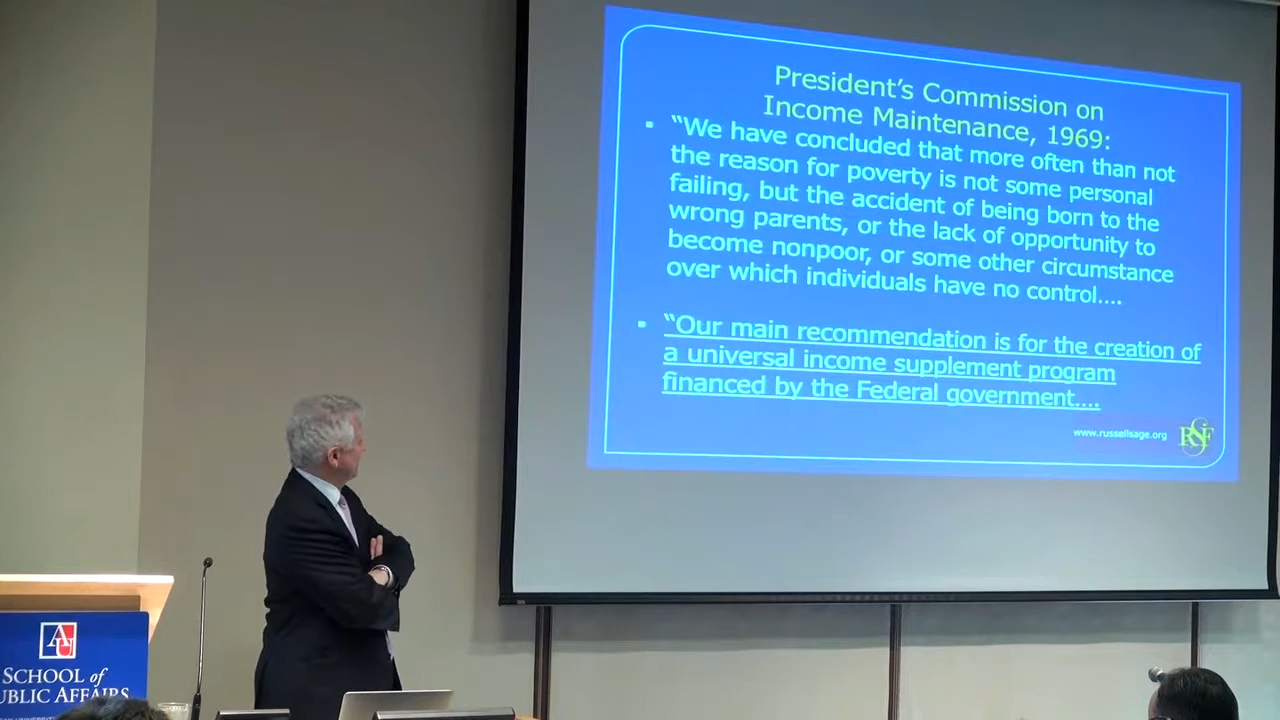 President's Commission on
Income Maintenance, 1969:
▪ “We have concluded that more often than not
the reason for poverty is not some personal
failing, but the accident of being born to the
wrong parents, or the lack of opportunity to
become nonpoor, or some other circumstance
over which individuals have no control….
▪ “Our main recommendation is for the creation of
a universal income supplement program
financed by the Federal government….
www.russellsage.org
RSF
AU
SCHOOL of
UBLIC AFFAIRS